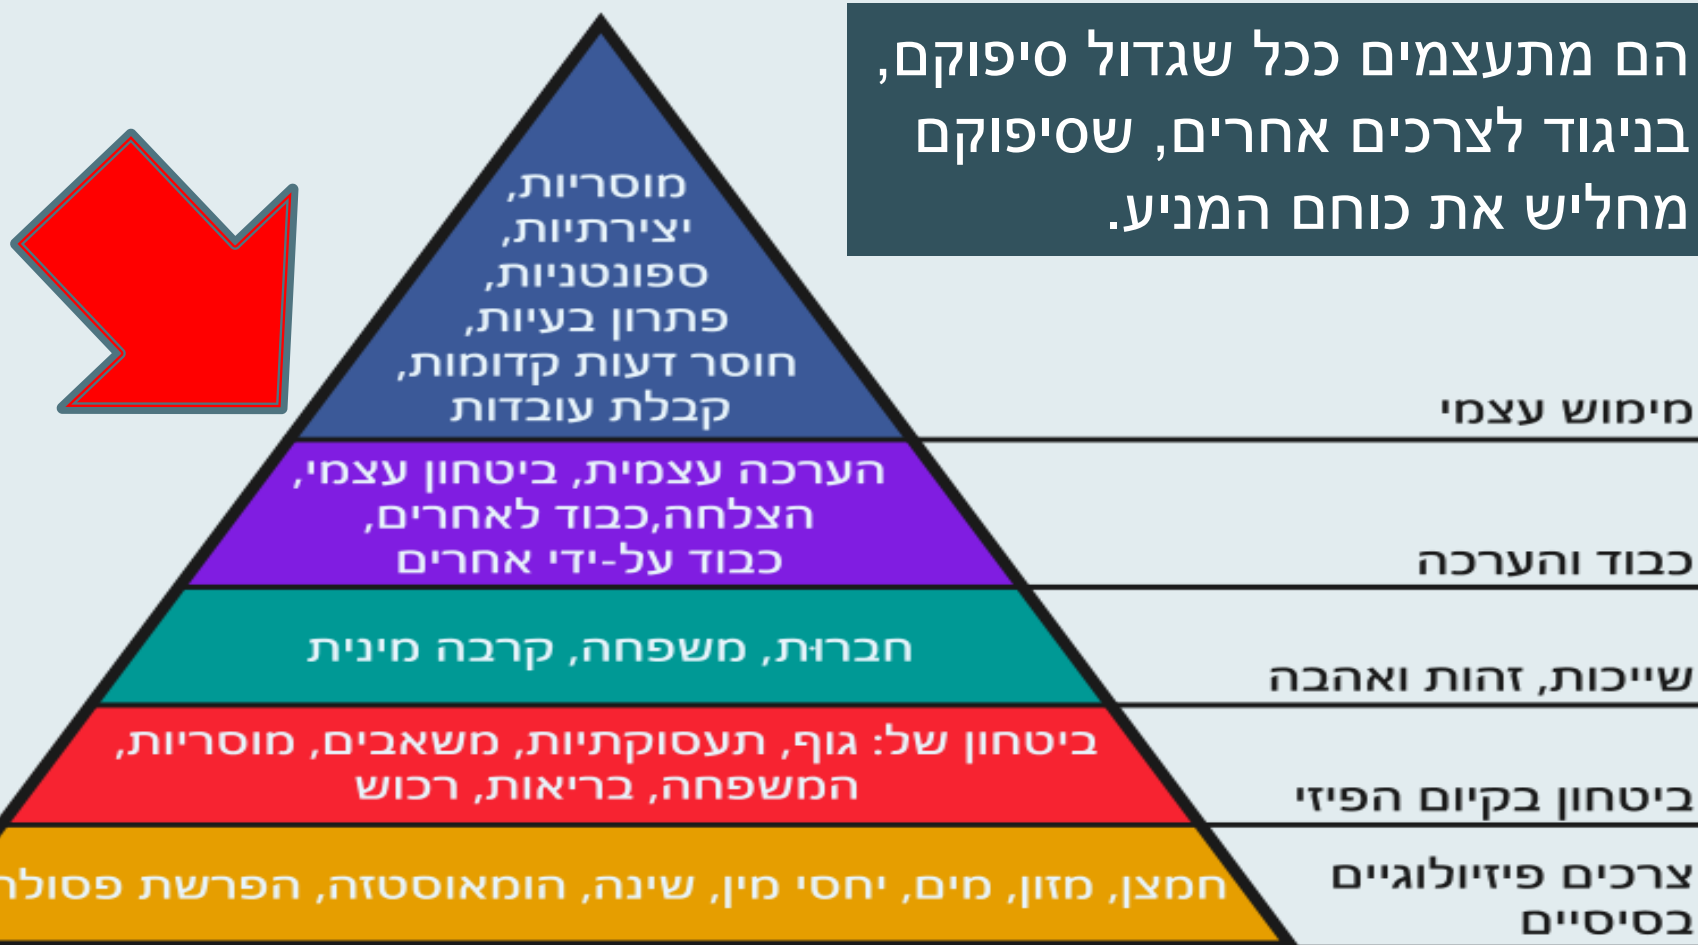 הם מתעצמים ככל שגדול סיפוקם,
בניגוד לצרכים אחרים, שסיפוקם
מחליש את כוחם המניע.
מוסריות,
יצירתיות,
ספונטניות,
פתרון בעיות,
חוסר דעות קדומות,
קבלת עובדות
מימוש עצמי
הערכה עצמית, ביטחון עצמי,
הצלחה,כבוד לאחרים,
כבוד על-ידי אחרים
כבוד והערכה
חברוּת, משפחה, קרבה מינית
שייכות, זהות ואהבה
ביטחון של: גוף, תעסוקתיות, משאבים, מוסריות,
המשפחה, בריאות, רכוש
ביטחון בקיום הפיזי
חמצן, מזון, מים, יחסי מין, שינה, הומאוסטזה, הפרשת פסולת
צרכים פיזיולוגיים
בסיסיים